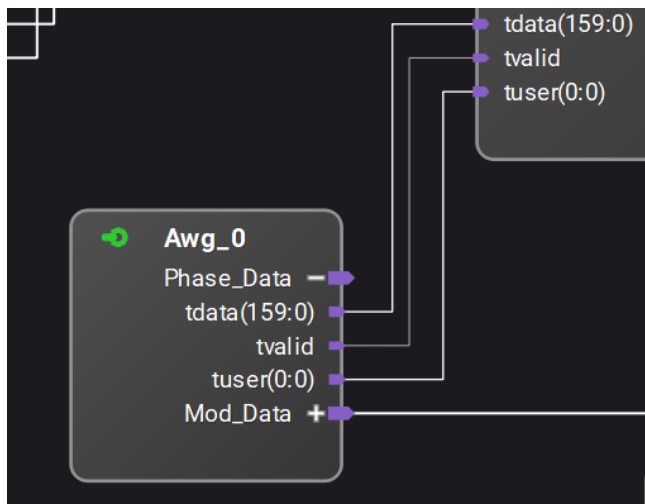 tdata(159:0)
tvalid
tuser(0:0)
Awg_0
Phase_Data
tdata(159:0)
tvalid
tuser(0:0)
Mod_Data